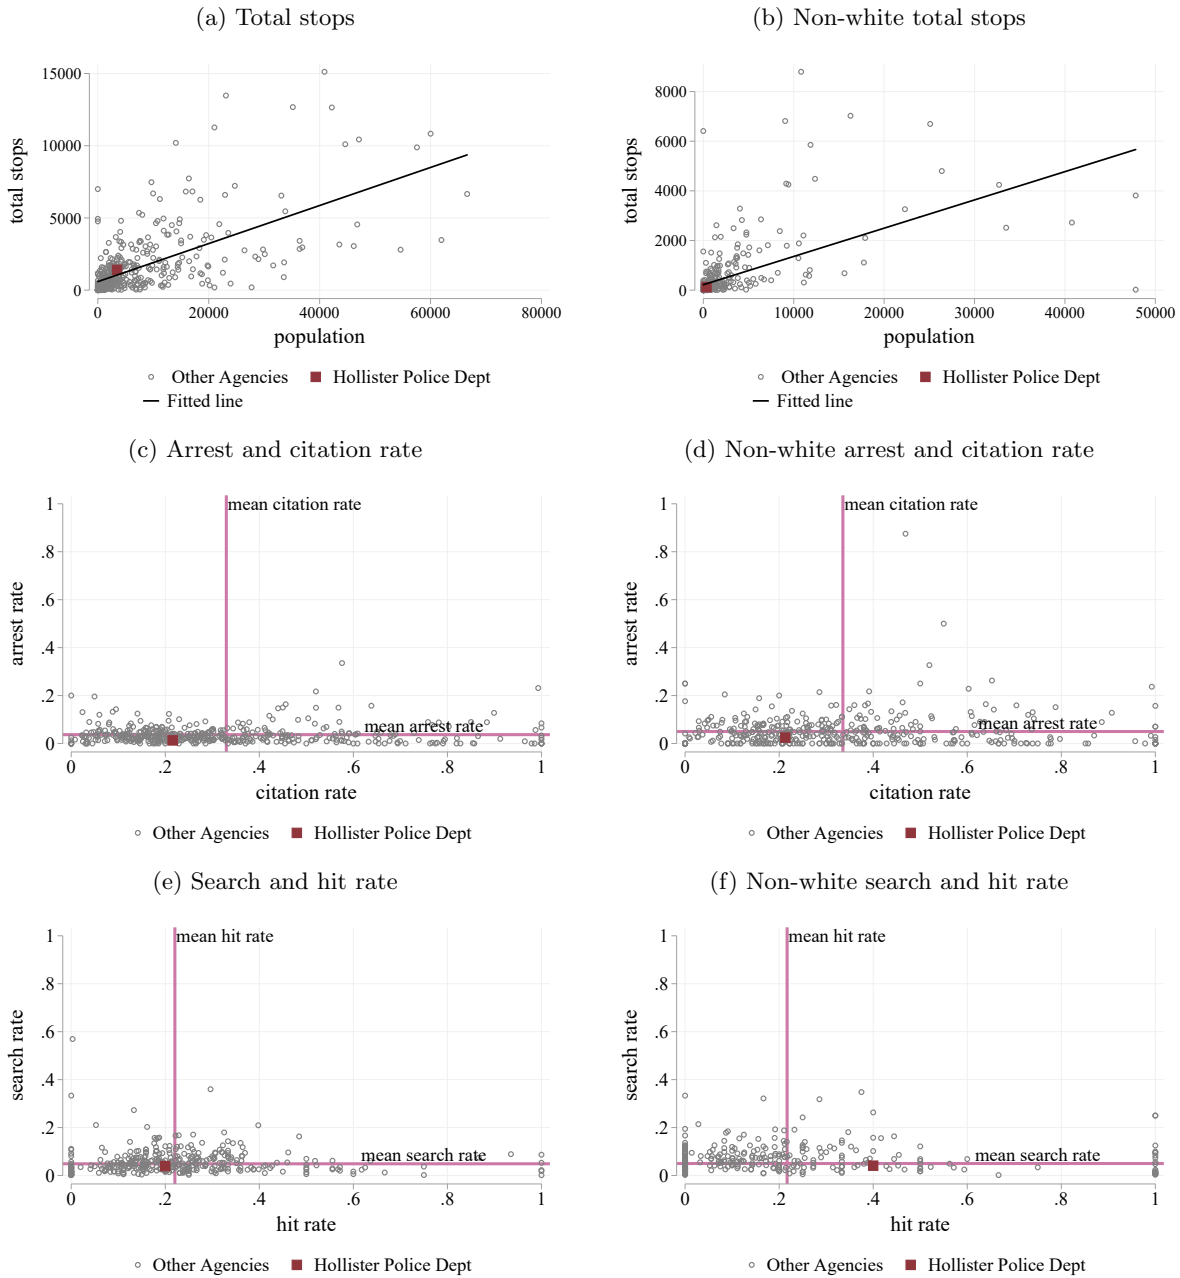 (a) Total stops
(b) Non-white total stops
total stops
15000
10000
5000
0
0
20000
40000
60000
80000
population
Other Agencies
Hollister Police Dept
Fitted line
total stops
8000
6000
4000
2000
0
0
10000
20000
30000
40000
50000
population
Other Agencies
Hollister Police Dept
Fitted line
(c) Arrest and citation rate
(d) Non-white arrest and citation rate
arrest rate
1
.8
.6
.4
.2
0
mean citation rate
mean arrest rate
0
.2
.4
.6
.8
1
citation rate
Other Agencies
Hollister Police Dept
arrest rate
1
.8
.6
.4
.2
0
mean citation rate
mean arrest rate
0
.2
.4
.6
.8
1
citation rate
Other Agencies
Hollister Police Dept
(e) Search and hit rate
(f) Non-white search and hit rate
search rate
1
.8
.6
.4
.2
0
mean hit rate
mean search rate
0
.2
.4
.6
.8
1
hit rate
Other Agencies
Hollister Police Dept
search rate
1
.8
.6
.4
.2
0
mean hit rate
mean search rate
0
.2
.4
.6
.8
1
hit rate
Other Agencies
Hollister Police Dept